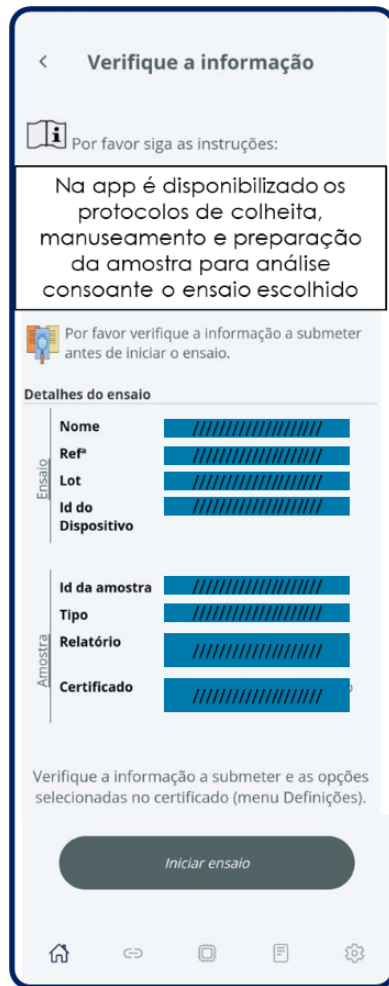 Verifique a informação
Por favor siga as instruções:
Na app é disponibilizado os
protocolos de colheita,
manuseamento e preparação
da amostra para análise
consoante o ensaio escolhido
Por favor verifique a informação a submeter
antes de iniciar o ensaio.
Detalhes do ensaio
Ensaio
Nome ///////////////////
Refª ///////////////////
Lot ///////////////////
Id do ///////////////////
Dispositivo
Amostra
Id da amostra ///////////////////
Tipo ///////////////////
Relatório ///////////////////
Certificado ///////////////////
Verifique a informação a submeter e as opções
selecionadas no certificado (menu Definições).
Iniciar ensaio